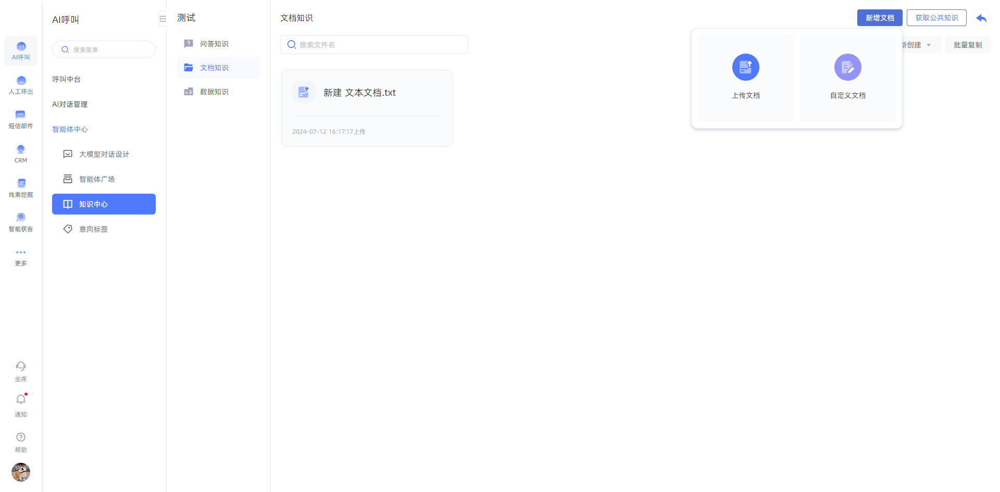 AI呼叫
人工呼出
短信邮件
CRM
线索挖掘
智能获客
更多
坐席
通知
帮助
AI呼叫
搜索菜单
呼叫中台
AI对话管理
智能体中心
大模型对话设计
智能体广场
知识中心
意向标签
测试
问答知识
文档知识
数据知识
文档知识
新增文档
获取公共知识
搜索文件名
新创建
批量复制
上传文档
自定义文档
新建 文本文档.txt
2024-07-12 16:17:17上传